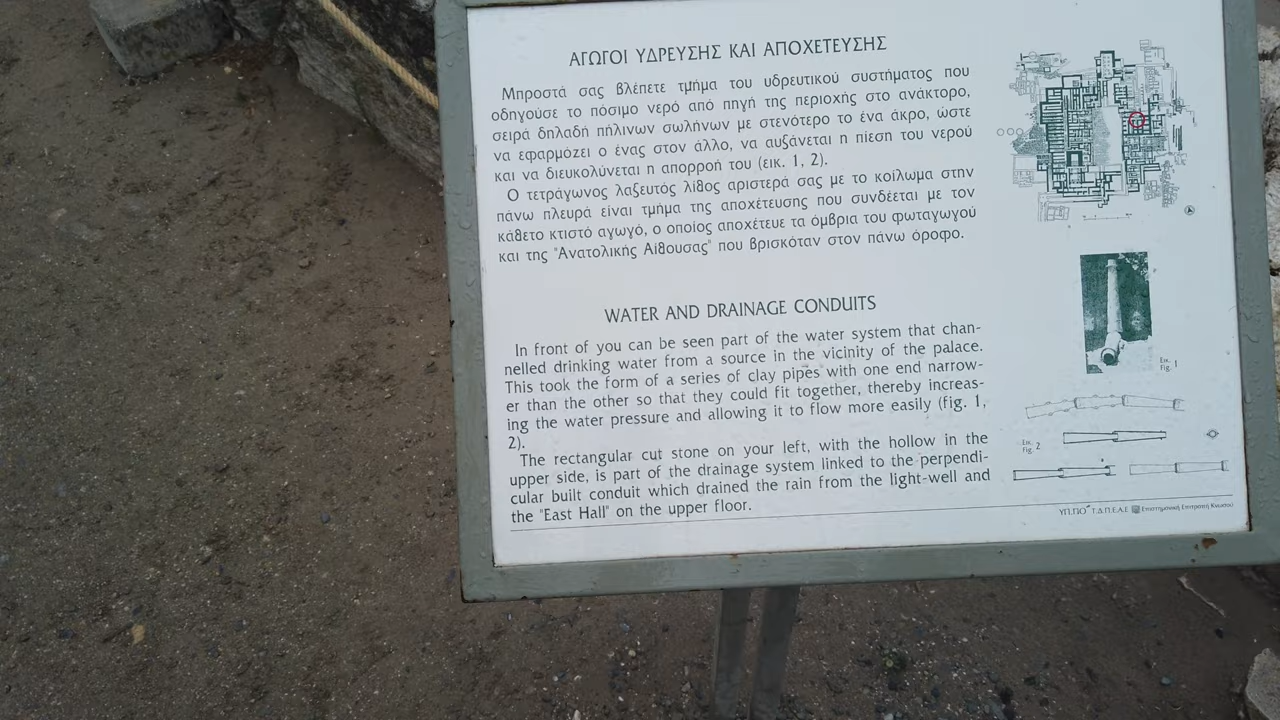 ΑΓΩΓΟΙ ΥΔΡΕΥΣΗΣ ΚΑΙ ΑΠΟΧΕΤΕΥΣΗΣ
Μπροστά σας βλέπετε τμήμα του υδρευτικού συστήματος που
οδηγούσε το πόσιμο νερό από πηγή της περιοχής στο ανάκτορο,
σειρά δηλαδή πήλινων σωλήνων με στενότερο το ένα άκρο, ώστε
να εφαρμόζει ο ένας στον άλλο, να αυξάνεται η πίεση του νερού
και να διευκολύνεται η απορροή του (εικ. 1, 2).
Ο τετράγωνος λαξευτός λίθος αριστερά σας με το κοίλωμα στην
πάνω πλευρά είναι τμήμα της αποχέτευσης που συνδέεται με τον
κάθετο κτιστό αγωγό, ο οποίος αποχέτευε τα όμβρια του φωταγωγού
και της "Ανατολικής Αίθουσας" που βρισκόταν στον πάνω όροφο.
WATER AND DRAINAGE CONDUITS
In front of you can be seen part of the water system that chan-
nelled drinking water from a source in the vicinity of the palace.
This took the form of a series of clay pipes with one end narrow-
er than the other so that they could fit together, thereby increas-
ing the water pressure and allowing it to flow more easily (fig. 1,
2).
The rectangular cut stone on your left, with the hollow in the
upper side, is part of the drainage system linked to the perpendi-
cular built conduit which drained the rain from the light-well and
the "East Hall" on the upper floor.
Εικ.
Fig. 1
Εικ.
Fig. 2
ΥΠ.ΠΟ Τ.Δ.Π.Ε.Α.Ε Επιστημονική Επιτροπή Κνωσού